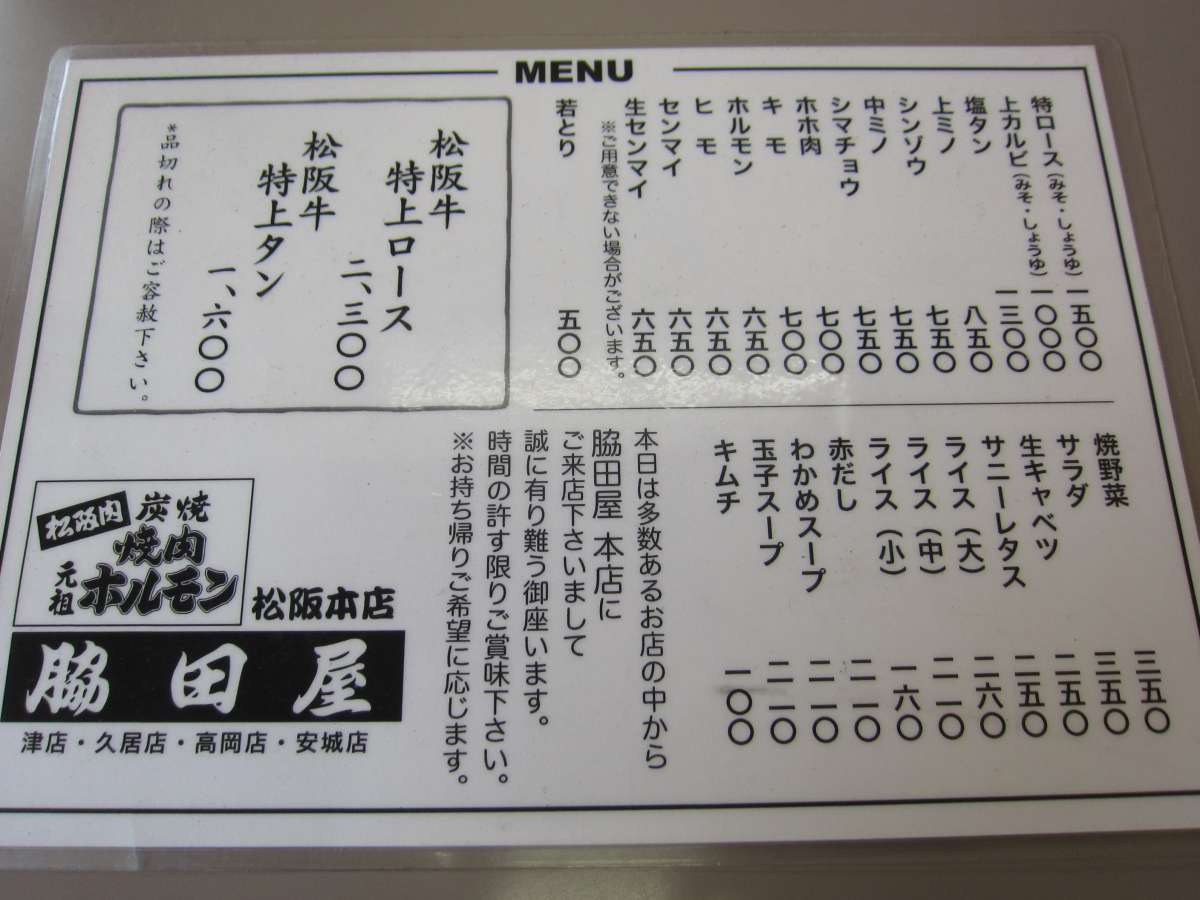 MENU
特ロース(みそ・しょうゆ) 一五〇〇
上カルビ(みそ・しょうゆ) 一〇〇〇
塩タン 一三〇〇
上ミノ 八五〇
シンゾウ 七五〇
中ミノ 七五〇
シマチョウ 七五〇
ホホ肉 七〇〇
キモ 七〇〇
ホルモン 六五〇
ヒモ 六五〇
センマイ 六五〇
生センマイ 六五〇
※ご用意できない場合がございます。
若とり 五〇〇
松阪牛
特上ロース
二、三〇〇
松阪牛
特上タン
一、六〇〇
*品切れの際はご容赦下さい。
焼野菜 三五〇
サラダ 三五〇
生キャベツ 二五〇
サニーレタス 二五〇
ライス(大) 二六〇
ライス(中) 二一〇
ライス(小) 一六〇
赤だし 二一〇
わかめスープ 二一〇
玉子スープ 二一〇
キムチ 一〇〇
本日は多数あるお店の中から
脇田屋 本店に
ご来店下さいまして
誠に有り難う御座います。
時間の許す限りご賞味下さい。
※お持ち帰りご希望に応じます。
松阪肉 炭焼
焼肉
元祖 ホルモン
松阪本店
脇田屋
津店・久居店・高岡店・安城店